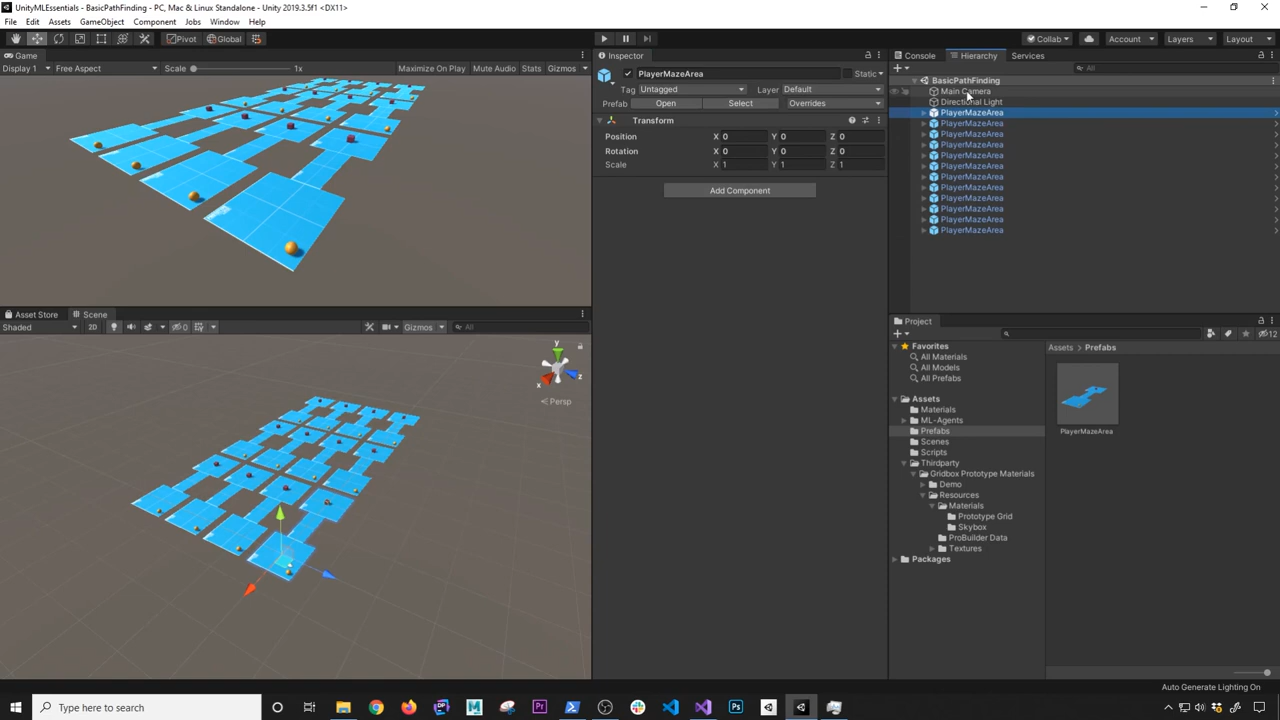 UnityMLEssentials - BasicPathFinding - PC, Mac & Linux Standalone - Unity 2019.3.5f1 <DX11>
File Edit Assets GameObject Component Jobs Window Help
Pivot Global Collab Account Layers Layout
Game
Display 1 Free Aspect Scale 1x Maximize On Play Mute Audio Stats Gizmos
Asset Store Scene
Shaded 2D 0 Gizmos All
y
x
z
Persp
Inspector
PlayerMazeArea Static
Tag Untagged Layer Default
Prefab Open Select Overrides
Transform
Position X 0 Y 0 Z 0
Rotation X 0 Y 0 Z 0
Scale X 1 Y 1 Z 1
Add Component
Console Hierarchy Services
All
BasicPathFinding
Main Camera
Directional Light
PlayerMazeArea
PlayerMazeArea
PlayerMazeArea
PlayerMazeArea
PlayerMazeArea
PlayerMazeArea
PlayerMazeArea
PlayerMazeArea
PlayerMazeArea
PlayerMazeArea
PlayerMazeArea
PlayerMazeArea
Project
12
Favorites
All Materials
All Models
All Prefabs
Assets
Materials
ML-Agents
Prefabs
Scenes
Scripts
Thirdparty
Gridbox Prototype Materials
Demo
Resources
Materials
Prototype Grid
Skybox
ProBuilder Data
Textures
Packages
Assets > Prefabs
PlayerMazeArea
Auto Generate Lighting On
Type here to search